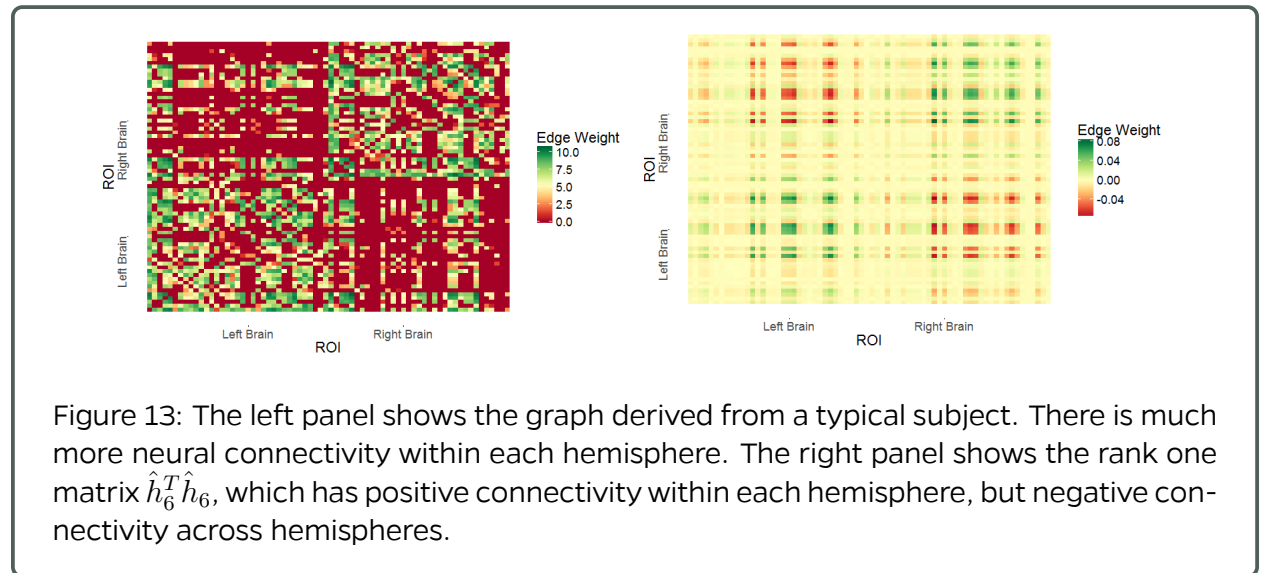 Right Brain
ROI
Left Brain
Left Brain
Right Brain
ROI
Edge Weight
10.0
7.5
5.0
2.5
0.0
Right Brain
ROI
Left Brain
Left Brain
Right Brain
ROI
Edge Weight
0.08
0.04
0.00
-0.04
Figure 13: The left panel shows the graph derived from a typical subject. There is much
more neural connectivity within each hemisphere. The right panel shows the rank one
matrix $\hat{h}_6^T \hat{h}_6$, which has positive connectivity within each hemisphere, but negative con-
nectivity across hemispheres.